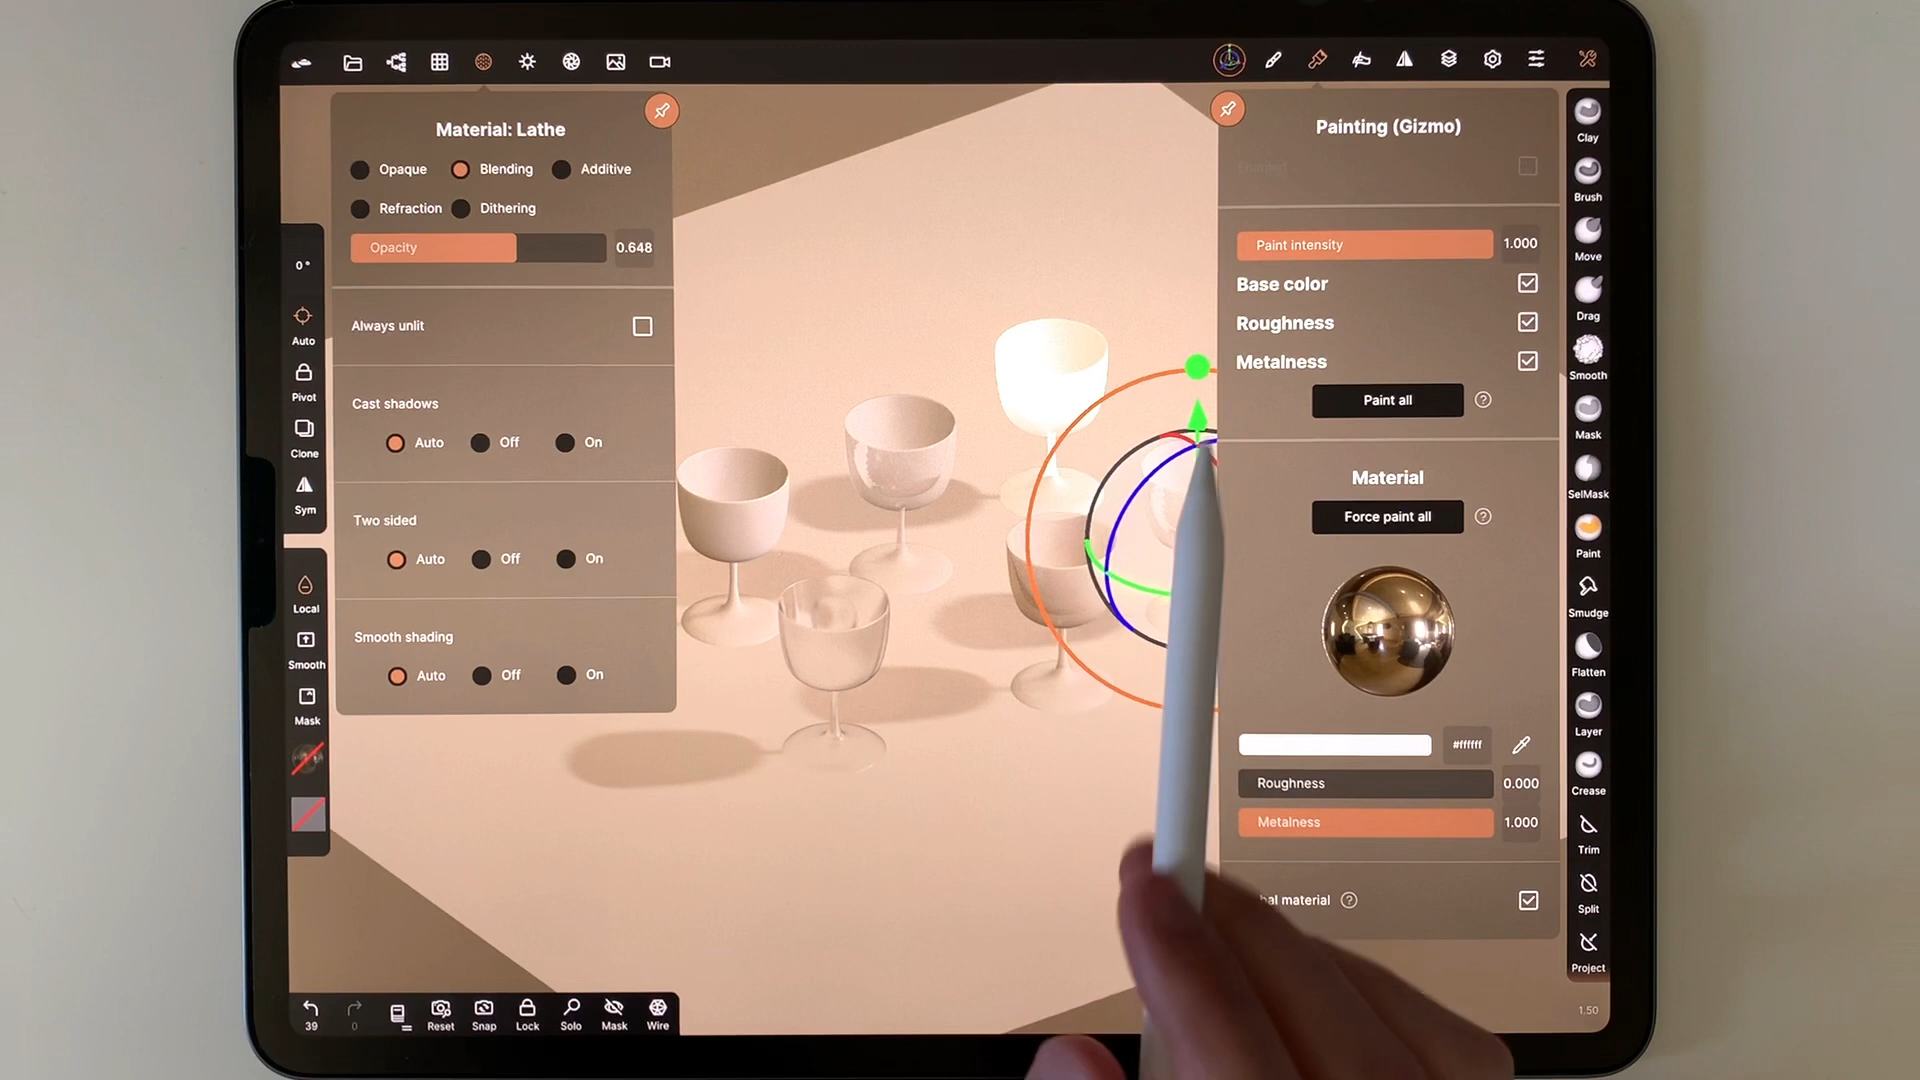 Material: Lathe
Opaque Blending Additive
Refraction Dithering
Opacity 0.648
Always unlit
Cast shadows
Auto Off On
Two sided
Auto Off On
Smooth shading
Auto Off On
0°
Auto
Pivot
Clone
Sym
Local
Smooth
Mask
39 0 Reset Snap Lock Solo Mask Wire
Painting (Gizmo)
Enabled
Paint intensity 1.000
Base color
Roughness
Metalness
Paint all ?
Material
Force paint all ?
#ffffff
Roughness 0.000
Metalness 1.000
material ?
Clay
Brush
Move
Drag
Smooth
Mask
SelMask
Paint
Smudge
Flatten
Layer
Crease
Trim
Split
Project
1.50